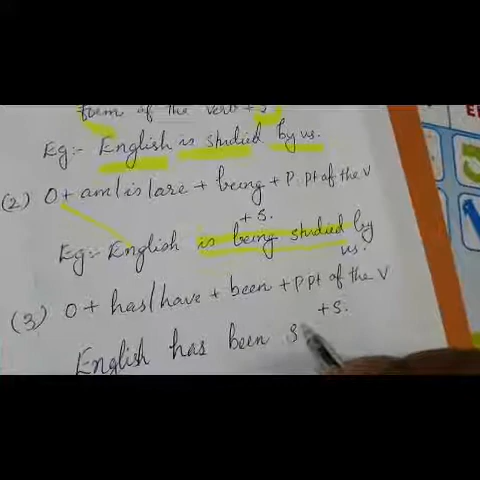 form of the verb + S
Eg:- English is studied by us.
(2) O + am/is/are + being + P. Pt of the V
+ S.
Eg:- English is being studied by
us.
(3) O + has/have + been + P Pt of the V
+ S.
English has been s